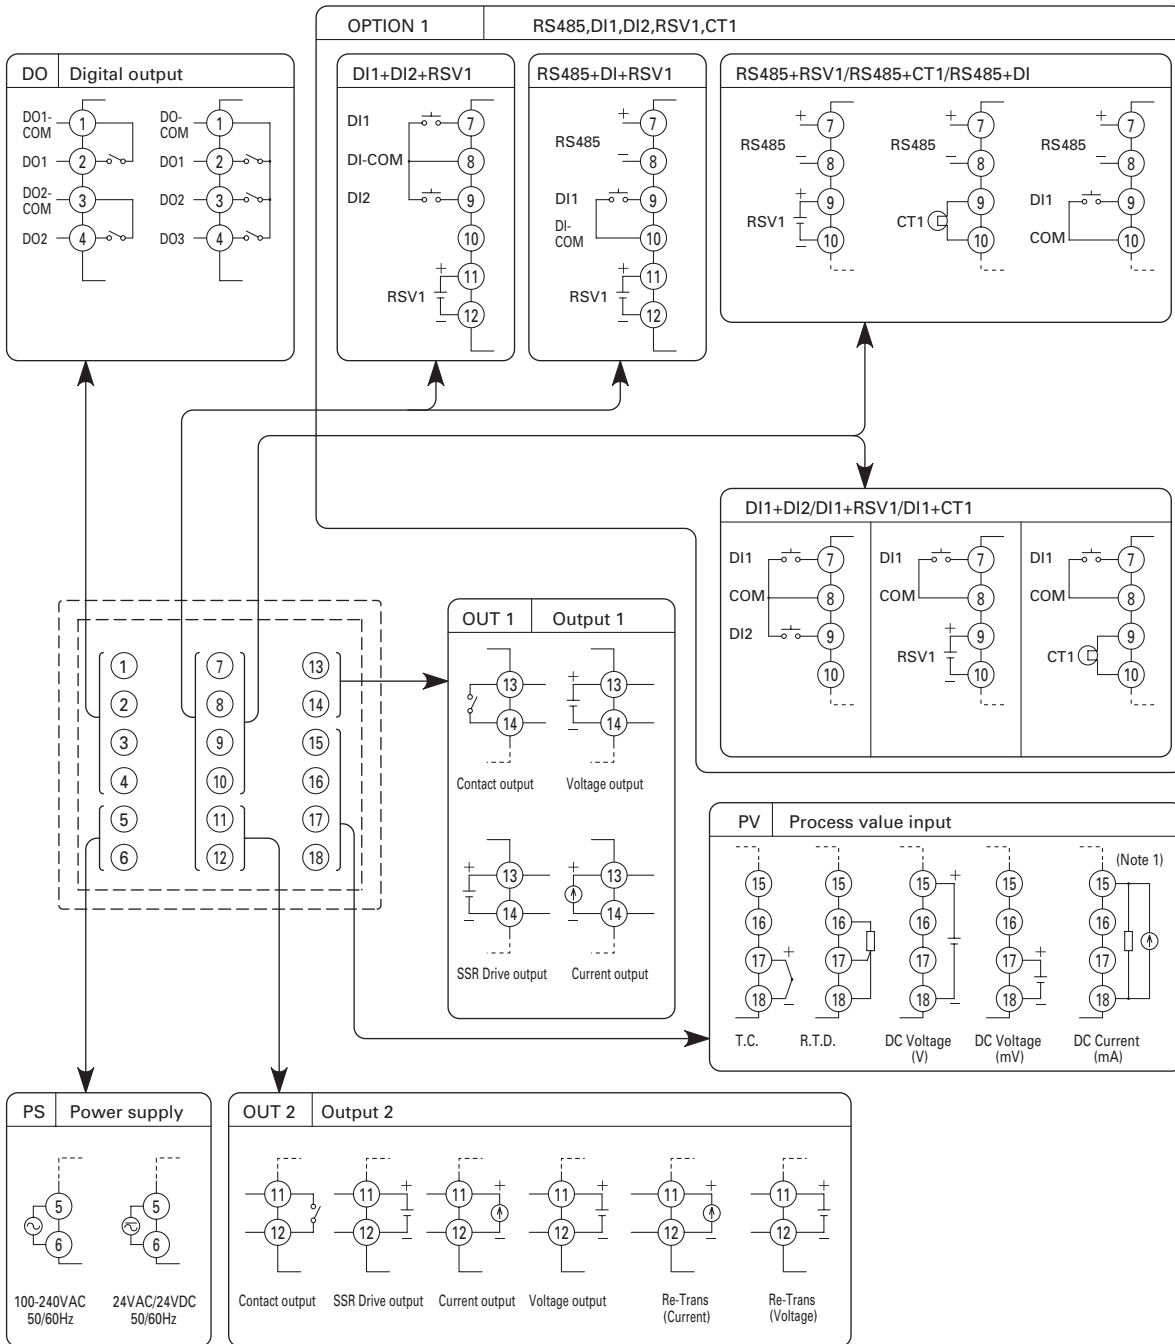 OPTION 1 RS485,DI1,DI2,RSV1,CT1
DO Digital output
DO1-COM 1
DO1 2
DO2-COM 3
DO2 4
DO-COM 1
DO1 2
DO2 3
DO3 4
DI1+DI2+RSV1
DI1 7
DI-COM 8
DI2 9
10
+ 11
RSV1
− 12
RS485+DI+RSV1
+ 7
RS485
− 8
DI1 9
DI-COM 10
+ 11
RSV1
− 12
RS485+RSV1/RS485+CT1/RS485+DI
+ 7
RS485
− 8
+ 9
RSV1
− 10
+ 7
RS485
− 8
9
CT1
10
+ 7
RS485
− 8
DI1 9
COM 10
DI1+DI2/DI1+RSV1/DI1+CT1
DI1 7
COM 8
DI2 9
10
DI1 7
COM 8
+ 9
RSV1
− 10
DI1 7
COM 8
9
CT1
10
1 7 13
2 8 14
3 9 15
4 10 16
5 11 17
6 12 18
OUT 1 Output 1
13
14
Contact output
+ 13
− 14
Voltage output
+ 13
− 14
SSR Drive output
+ 13
− 14
Current output
PV Process value input
(Note 1)
15
16
17 +
18 −
T.C.
15
16
17
18
R.T.D.
15 +
16
17
18 −
DC Voltage
(V)
15
16
17 +
18 −
DC Voltage
(mV)
15 +
16
17
18 −
DC Current
(mA)
PS Power supply
5
6
100-240VAC
50/60Hz
5
6
24VAC/24VDC
50/60Hz
OUT 2 Output 2
11
12
Contact output
11 +
12 −
SSR Drive output
11 +
12 −
Current output
11 +
12 −
Voltage output
11 +
12 −
Re-Trans
(Current)
11 +
12 −
Re-Trans
(Voltage)